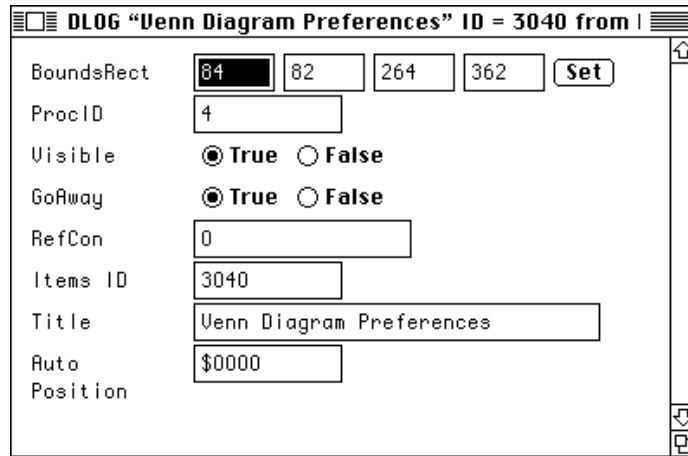 DLOG “Venn Diagram Preferences” ID = 3040 from
BoundsRect 84 82 264 362 Set
ProcID 4
Visible True False
GoAway True False
RefCon 0
Items ID 3040
Title Venn Diagram Preferences
Auto $0000
Position